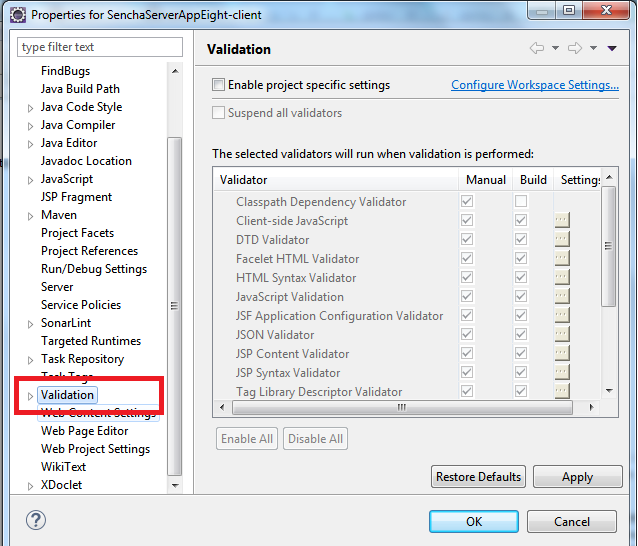 Properties for SenchaServerAppEight-client
type filter text
FindBugs
Java Build Path
Java Code Style
Java Compiler
Java Editor
Javadoc Location
JavaScript
JSP Fragment
Maven
Project Facets
Project References
Run/Debug Settings
Server
Service Policies
SonarLint
Targeted Runtimes
Task Repository
Task Tags
Validation
Web Content Settings
Web Page Editor
Web Project Settings
WikiText
XDoclet
Validation
Enable project specific settings Configure Workspace Settings...
Suspend all validators
The selected validators will run when validation is performed:
Validator Manual Build Settings
Classpath Dependency Validator
Client-side JavaScript
DTD Validator
Facelet HTML Validator
HTML Syntax Validator
JavaScript Validation
JSF Application Configuration Validator
JSON Validator
JSP Content Validator
JSP Syntax Validator
Tag Library Descriptor Validator
Enable All Disable All
Restore Defaults Apply
? OK Cancel